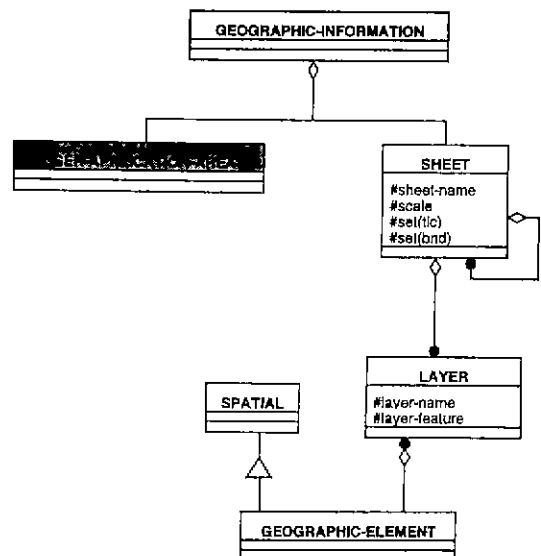 GEOGRAPHIC-INFORMATION
SHEET
#sheet-name
#scale
#set(tic)
#set(bnd)
LAYER
#layer-name
#layer-feature
SPATIAL
GEOGRAPHIC-ELEMENT